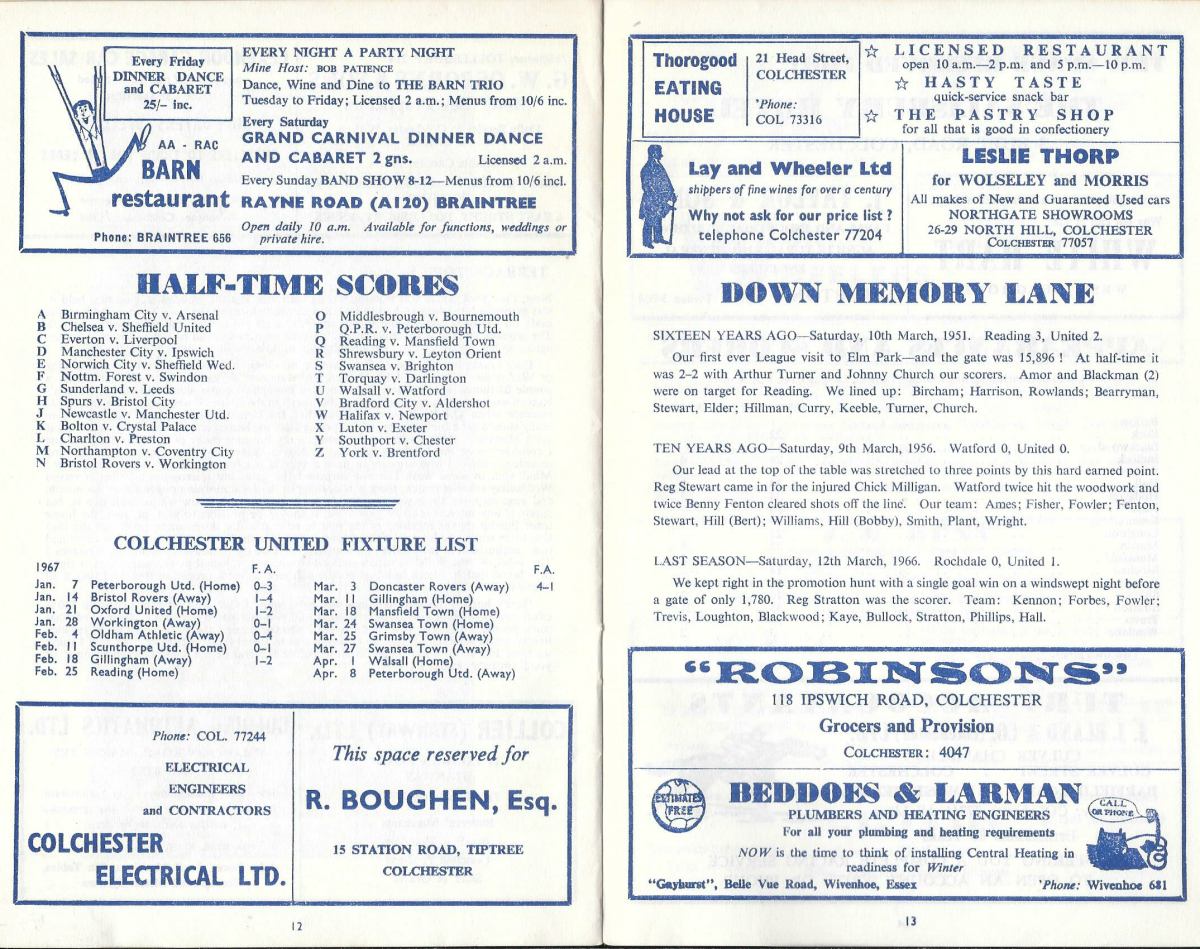 Every Friday
DINNER DANCE
and CABARET
25/- inc.
AA - RAC
BARN
restaurant
Phone: BRAINTREE 666
EVERY NIGHT A PARTY NIGHT
Mine Host: BOB PATIENCE
Dance, Wine and Dine to THE BARN TRIO
Tuesday to Friday; Licensed 2 a.m.; Menus from 10/6 inc.
Every Saturday
GRAND CARNIVAL DINNER DANCE
AND CABARET 2 gns. Licensed 2 a.m.
Every Sunday BAND SHOW 8-12—Menus from 10/6 incl.
RAYNE ROAD (A120) BRAINTREE
Open daily 10 a.m. Available for functions, weddings or
private hire.
HALF-TIME SCORES
A Birmingham City v. Arsenal
B Chelsea v. Sheffield United
C Everton v. Liverpool
D Manchester City v. Ipswich
E Norwich City v. Sheffield Wed.
F Nottm. Forest v. Swindon
G Sunderland v. Leeds
H Spurs v. Bristol City
J Newcastle v. Manchester Utd.
K Bolton v. Crystal Palace
L Charlton v. Preston
M Northampton v. Coventry City
N Bristol Rovers v. Workington
O Middlesbrough v. Bournemouth
P Q.P.R. v. Peterborough Utd.
Q Reading v. Mansfield Town
R Shrewsbury v. Leyton Orient
S Swansea v. Brighton
T Torquay v. Darlington
U Walsall v. Watford
V Bradford City v. Aldershot
W Halifax v. Newport
X Luton v. Exeter
Y Southport v. Chester
Z York v. Brentford
COLCHESTER UNITED FIXTURE LIST
1967 F. A.
Jan. 7 Peterborough Utd. (Home) 0–3
Jan. 14 Bristol Rovers (Away) 1–4
Jan. 21 Oxford United (Home) 1–2
Jan. 28 Workington (Away) 0–1
Feb. 4 Oldham Athletic (Away) 0–4
Feb. 11 Scunthorpe Utd. (Home) 0–1
Feb. 18 Gillingham (Away) 1–2
Feb. 25 Reading (Home)
F.A.
Mar. 3 Doncaster Rovers (Away) 4–1
Mar. 11 Gillingham (Home)
Mar. 18 Mansfield Town (Home)
Mar. 24 Swansea Town (Home)
Mar. 25 Grimsby Town (Away)
Mar. 27 Swansea Town (Away)
Apr. 1 Walsall (Home)
Apr. 8 Peterborough Utd. (Away)
Phone: COL. 77244
ELECTRICAL
ENGINEERS
and CONTRACTORS
COLCHESTER
ELECTRICAL LTD.
This space reserved for
R. BOUGHEN, Esq.
15 STATION ROAD, TIPTREE
COLCHESTER
12
Thorogood
EATING
HOUSE
21 Head Street,
COLCHESTER
'Phone:
COL 73316
☆ LICENSED RESTAURANT
open 10 a.m.—2 p.m. and 5 p.m.—10 p.m.
☆ HASTY TASTE
quick-service snack bar
☆ THE PASTRY SHOP
for all that is good in confectionery
Lay and Wheeler Ltd
shippers of fine wines for over a century
Why not ask for our price list ?
telephone Colchester 77204
LESLIE THORP
for WOLSELEY and MORRIS
All makes of New and Guaranteed Used cars
NORTHGATE SHOWROOMS
26-29 NORTH HILL, COLCHESTER
COLCHESTER 77057
DOWN MEMORY LANE
SIXTEEN YEARS AGO—Saturday, 10th March, 1951. Reading 3, United 2.
Our first ever League visit to Elm Park—and the gate was 15,896 ! At half-time it
was 2–2 with Arthur Turner and Johnny Church our scorers. Amor and Blackman (2)
were on target for Reading. We lined up: Bircham; Harrison, Rowlands; Bearryman,
Stewart, Elder; Hillman, Curry, Keeble, Turner, Church.
TEN YEARS AGO—Saturday, 9th March, 1956. Watford 0, United 0.
Our lead at the top of the table was stretched to three points by this hard earned point.
Reg Stewart came in for the injured Chick Milligan. Watford twice hit the woodwork and
twice Benny Fenton cleared shots off the line. Our team: Ames; Fisher, Fowler; Fenton,
Stewart, Hill (Bert); Williams, Hill (Bobby), Smith, Plant, Wright.
LAST SEASON—Saturday, 12th March, 1966. Rochdale 0, United 1.
We kept right in the promotion hunt with a single goal win on a windswept night before
a gate of only 1,780. Reg Stratton was the scorer. Team: Kennon; Forbes, Fowler;
Trevis, Loughton, Blackwood; Kaye, Bullock, Stratton, Phillips, Hall.
"ROBINSONS"
118 IPSWICH ROAD, COLCHESTER
Grocers and Provision
COLCHESTER: 4047
ESTIMATES
FREE
BEDDOES & LARMAN
PLUMBERS AND HEATING ENGINEERS
For all your plumbing and heating requirements
NOW is the time to think of installing Central Heating in
readiness for Winter
CALL
OR PHONE
"Gayhurst", Belle Vue Road, Wivenhoe, Essex 'Phone: Wivenhoe 681
13